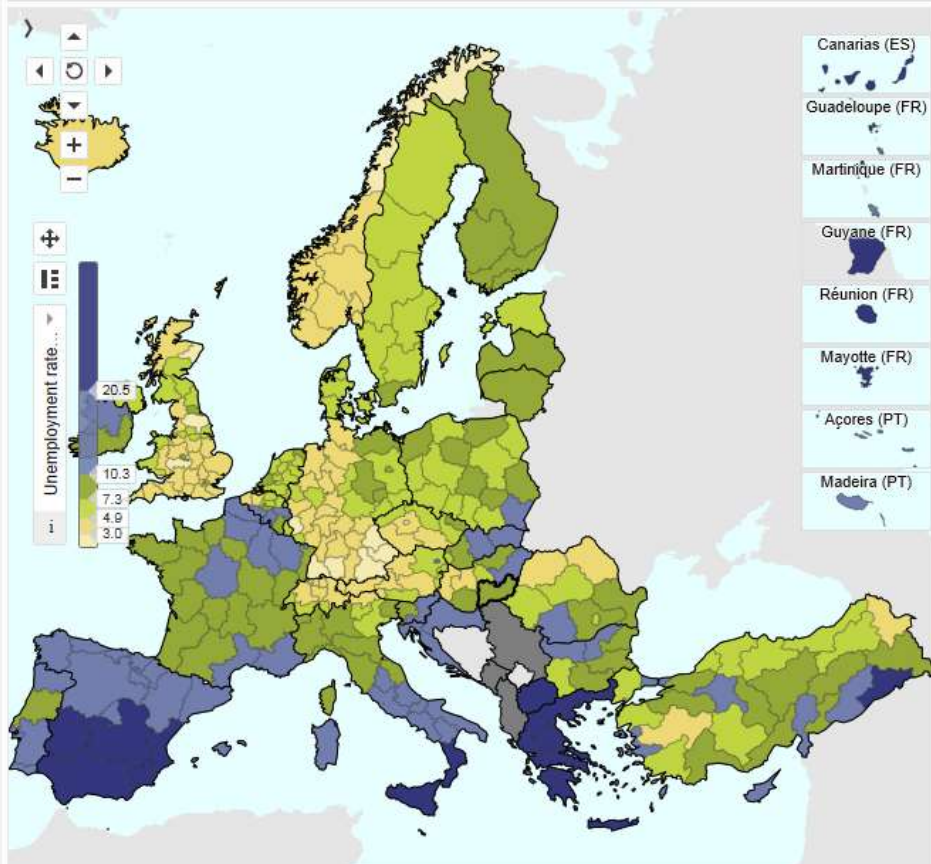 Canarias (ES)
Guadeloupe (FR)
Martinique (FR)
Guyane (FR)
Réunion (FR)
Mayotte (FR)
Açores (PT)
Madeira (PT)
Unemployment rate...
i
20.5
10.3
7.3
4.9
3.0